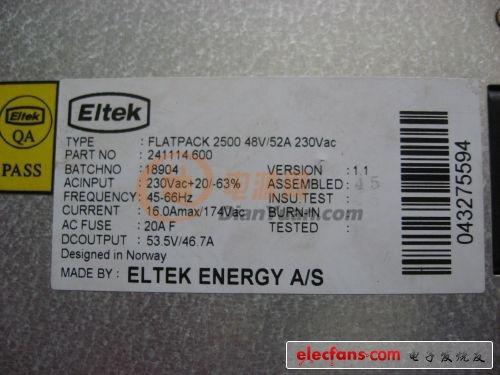 Eltek
QA
PASS
Eltek
TYPE : FLATPACK 2500 48V/52A 230Vac
PART NO : 241114.600
BATCHNO : 18904 VERSION : 1.1
ACINPUT : 230Vac+20/-63% ASSEMBLED: 45
FREQUENCY: 45-66Hz INSU.TEST :
CURRENT : 16.0Amax/174Vac BURN-IN :
AC FUSE : 20A F TESTED :
DCOUTPUT : 53.5V/46.7A
Designed in Norway
MADE BY : ELTEK ENERGY A/S
043275594
DianYuan.com
elecfans.com 电子发烧友